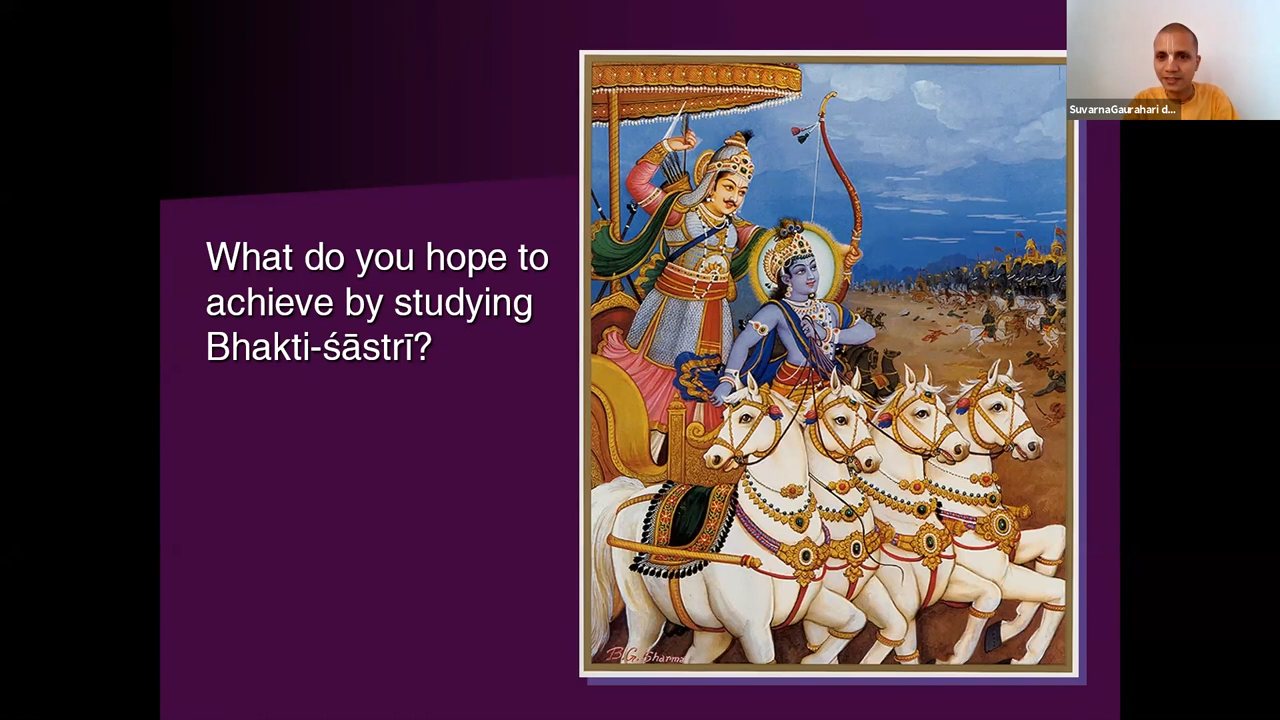 SuvarnaGaurahari d...
What do you hope to
achieve by studying
Bhakti-śāstrī?
B.G. Sharma